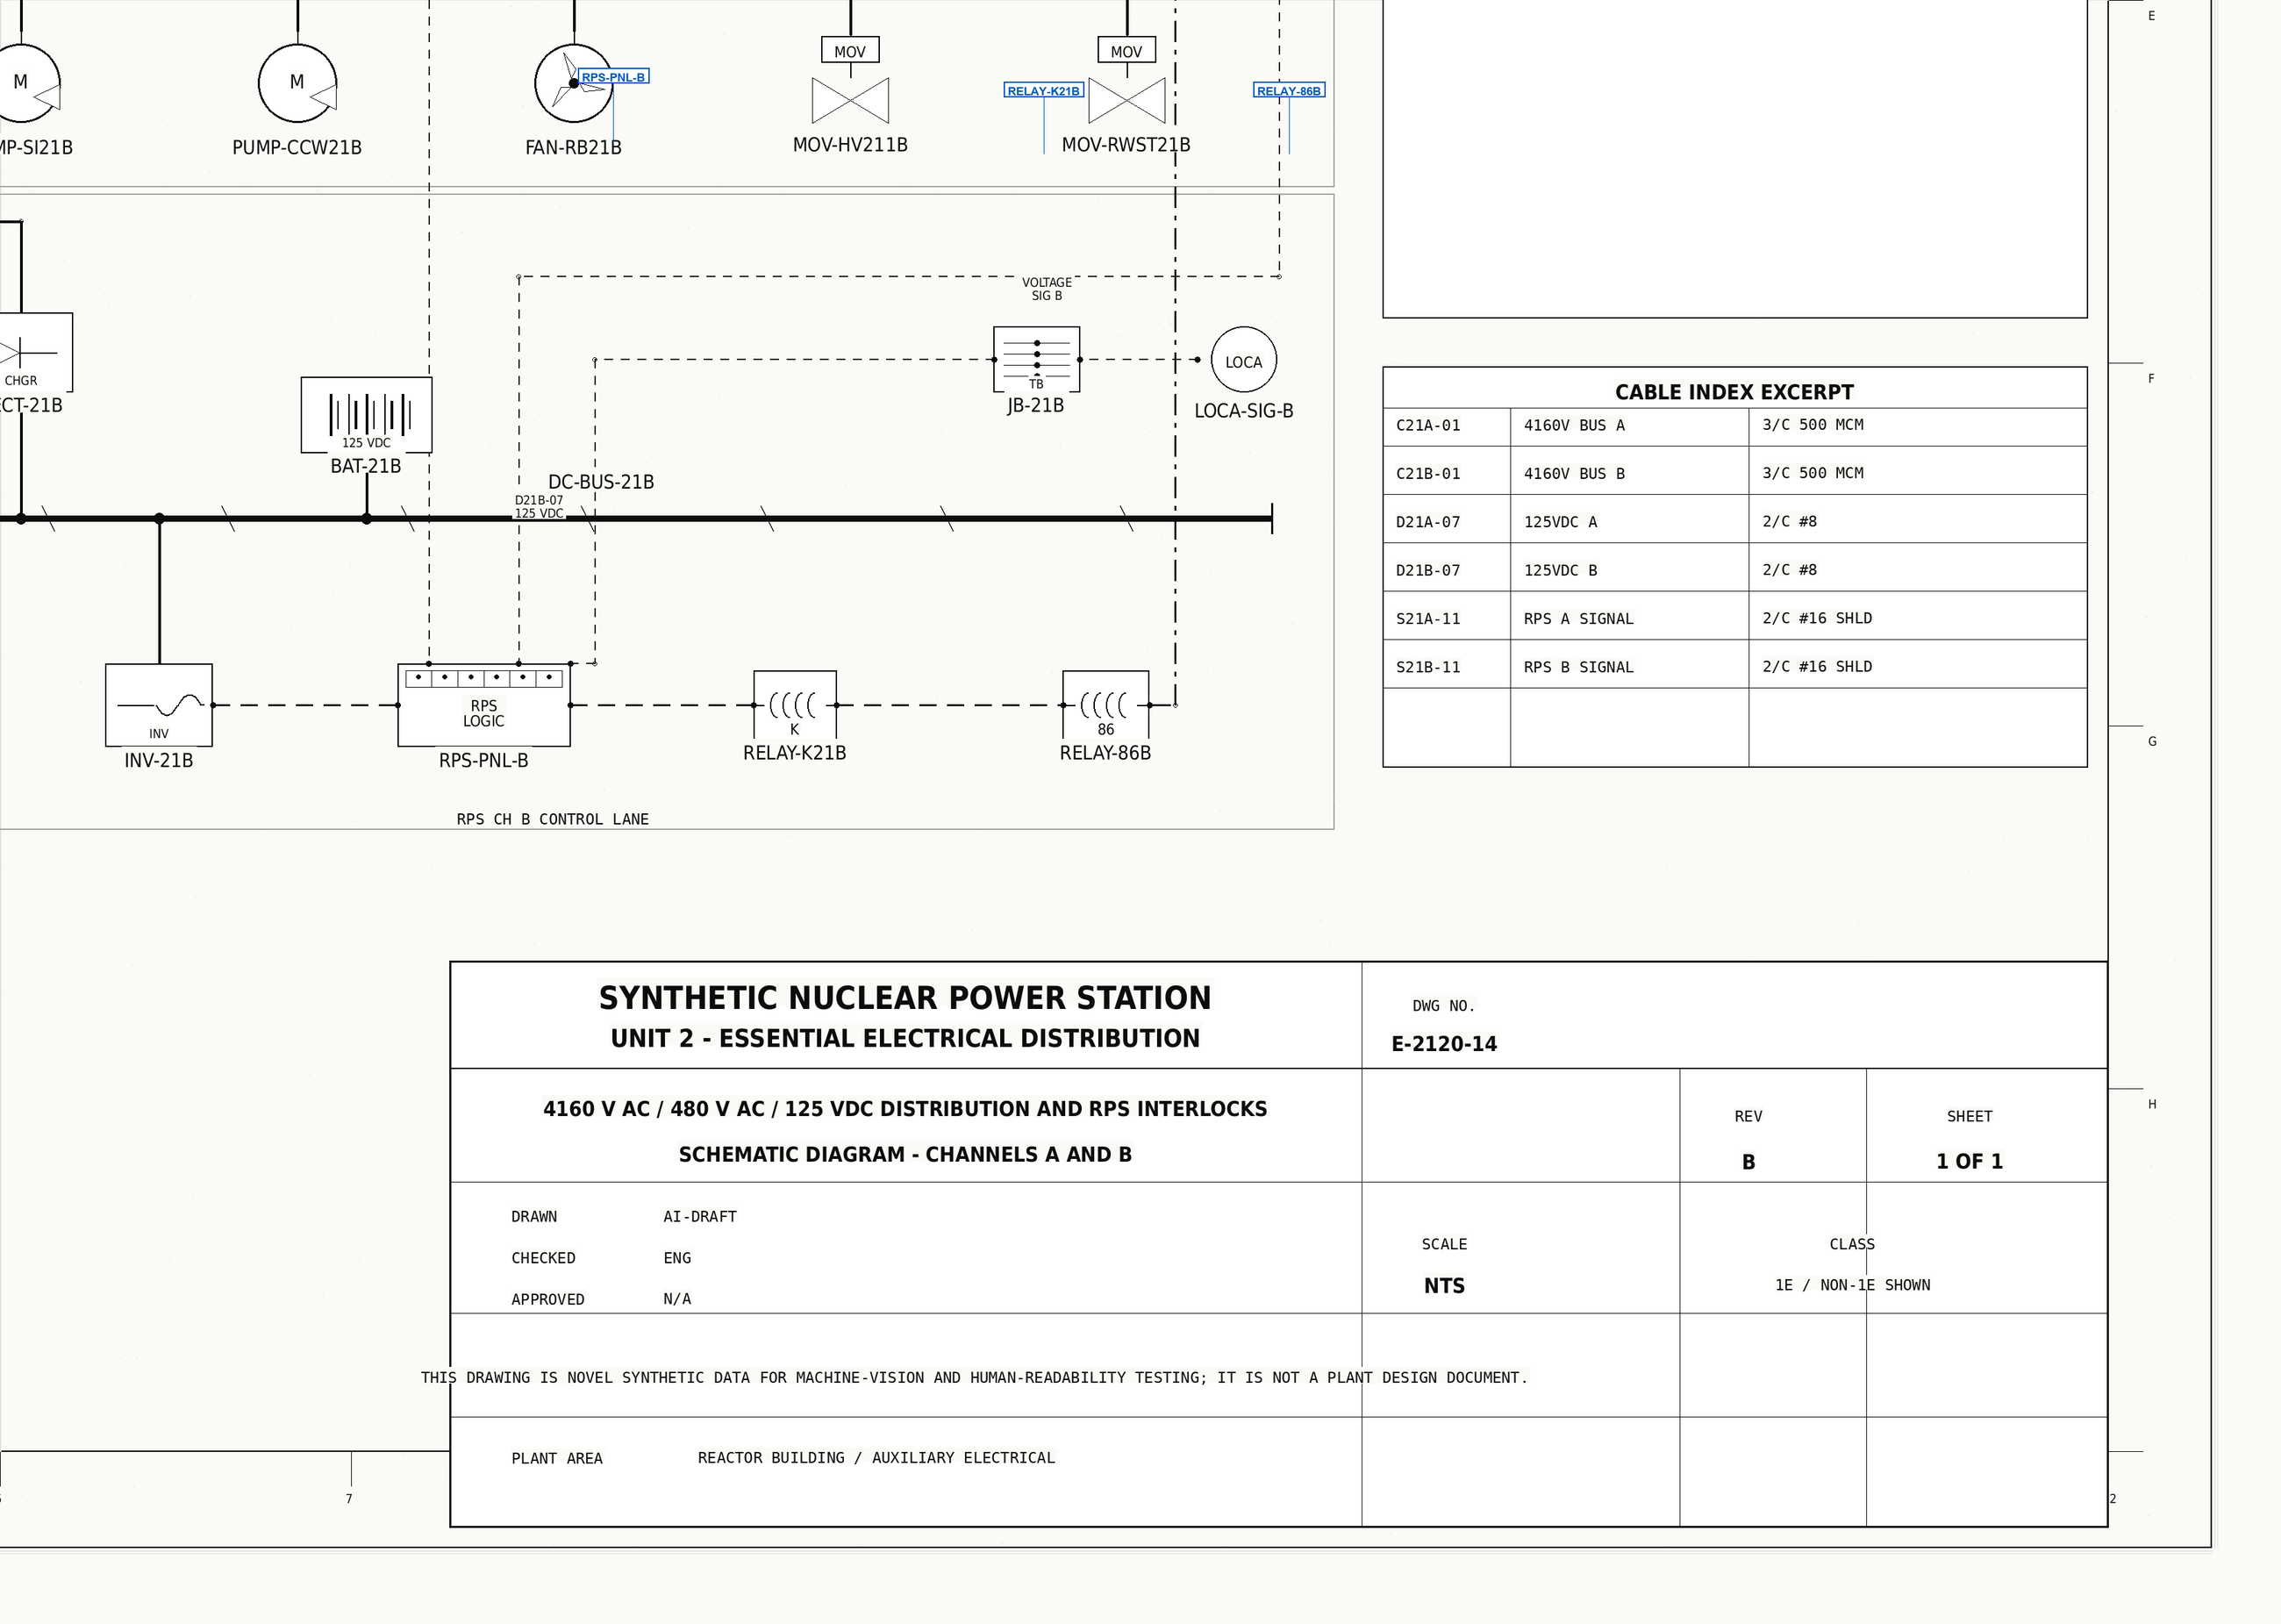 E
MOV
MOV
M
M
RPS-PNL-B
RELAY-K21B
RELAY-86B
MP-SI21B
PUMP-CCW21B
FAN-RB21B
MOV-HV211B
MOV-RWST21B
VOLTAGE
SIG B
LOCA
TB
JB-21B
LOCA-SIG-B
CHGR
ECT-21B
125 VDC
BAT-21B
DC-BUS-21B
D21B-07
125 VDC
F
CABLE INDEX EXCERPT
C21A-01 4160V BUS A 3/C 500 MCM
C21B-01 4160V BUS B 3/C 500 MCM
D21A-07 125VDC A 2/C #8
D21B-07 125VDC B 2/C #8
S21A-11 RPS A SIGNAL 2/C #16 SHLD
S21B-11 RPS B SIGNAL 2/C #16 SHLD
INV
INV-21B
RPS
LOGIC
RPS-PNL-B
K
RELAY-K21B
86
RELAY-86B
G
RPS CH B CONTROL LANE
SYNTHETIC NUCLEAR POWER STATION
UNIT 2 - ESSENTIAL ELECTRICAL DISTRIBUTION
DWG NO.
E-2120-14
4160 V AC / 480 V AC / 125 VDC DISTRIBUTION AND RPS INTERLOCKS
SCHEMATIC DIAGRAM - CHANNELS A AND B
REV
B
SHEET
1 OF 1
H
DRAWN AI-DRAFT
CHECKED ENG
APPROVED N/A
SCALE
NTS
CLASS
1E / NON-1E SHOWN
THIS DRAWING IS NOVEL SYNTHETIC DATA FOR MACHINE-VISION AND HUMAN-READABILITY TESTING; IT IS NOT A PLANT DESIGN DOCUMENT.
PLANT AREA REACTOR BUILDING / AUXILIARY ELECTRICAL
7
2